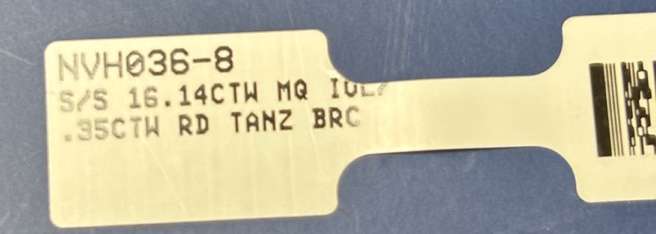 NVH036-8
S/S 16.14CTW MQ
.35CTW RD TANZ BRC